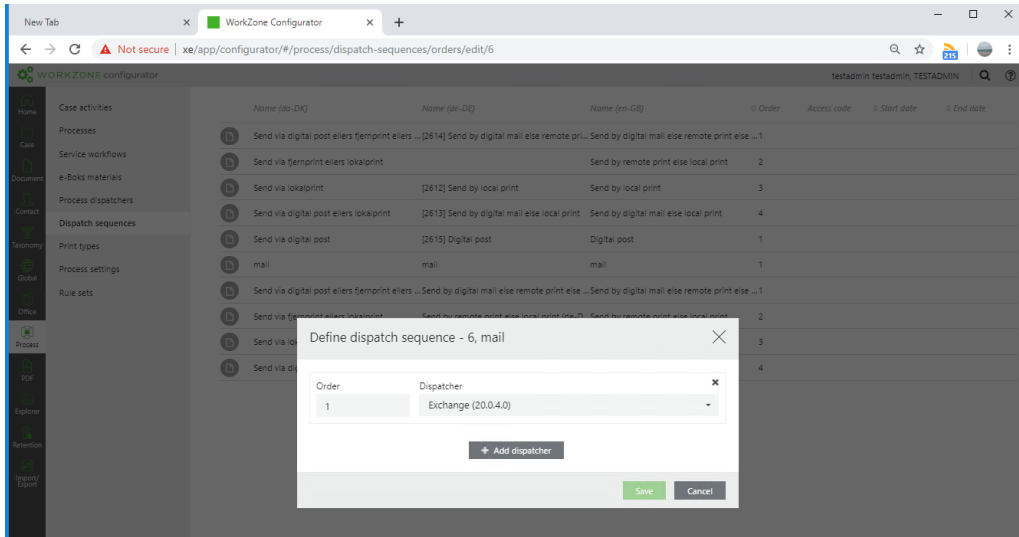 New Tab
WorkZone Configurator
Not secure | xe/app/configurator/#/process/dispatch-sequences/orders/edit/6
215
WORKZONE configurator
testadmin testadmin, TESTADMIN
Home
Case
Document
Contact
Taxonomy
Global
Office
Process
PDF
Explorer
Retention
Import/
Export
Case activities
Processes
Service workflows
e-Boks materials
Process dispatchers
Dispatch sequences
Print types
Process settings
Rule sets
Name (da-DK) Name (de-DE) Name (en-GB) Order Access code Start date End date
Send via digital post ellers fjernprint ellers ... [2614] Send by digital mail else remote pri... Send by digital mail else remote print else ... 1
Send via fjernprint ellers lokalprint Send by remote print else local print 2
Send via lokalprint [2612] Send by local print Send by local print 3
Send via digital post ellers lokalprint [2613] Send by digital mail else local print Send by digital mail else local print 4
Send via digital post [2615] Digital post Digital post 1
mail mail mail 1
Send via digital post ellers fjernprint ellers ... Send by digital mail else remote print else ... Send by digital mail else remote print else ... 1
Send via fjernprint ellers lokalprint Send by remote print else local print (de-D Send by remote print else local print 2
Send via lok 3
Send via dig 4
Define dispatch sequence - 6, mail
Order Dispatcher
1 Exchange (20.0.4.0)
+ Add dispatcher
Save Cancel